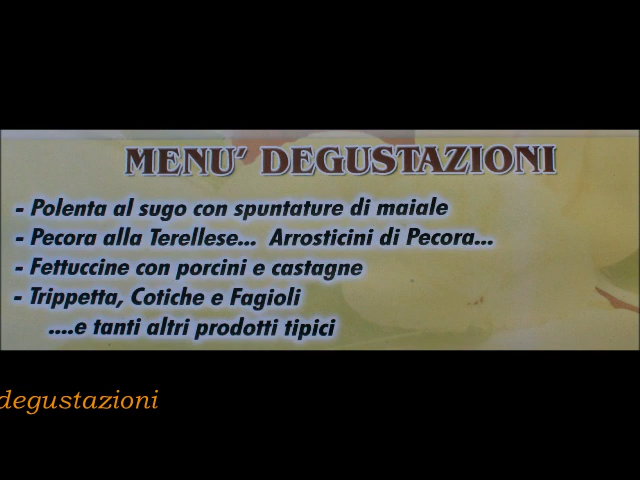 MENU' DEGUSTAZIONI
- Polenta al sugo con spuntature di maiale
- Pecora alla Terellese... Arrosticini di Pecora...
- Fettuccine con porcini e castagne
- Trippetta, Cotiche e Fagioli
....e tanti altri prodotti tipici
degustazioni